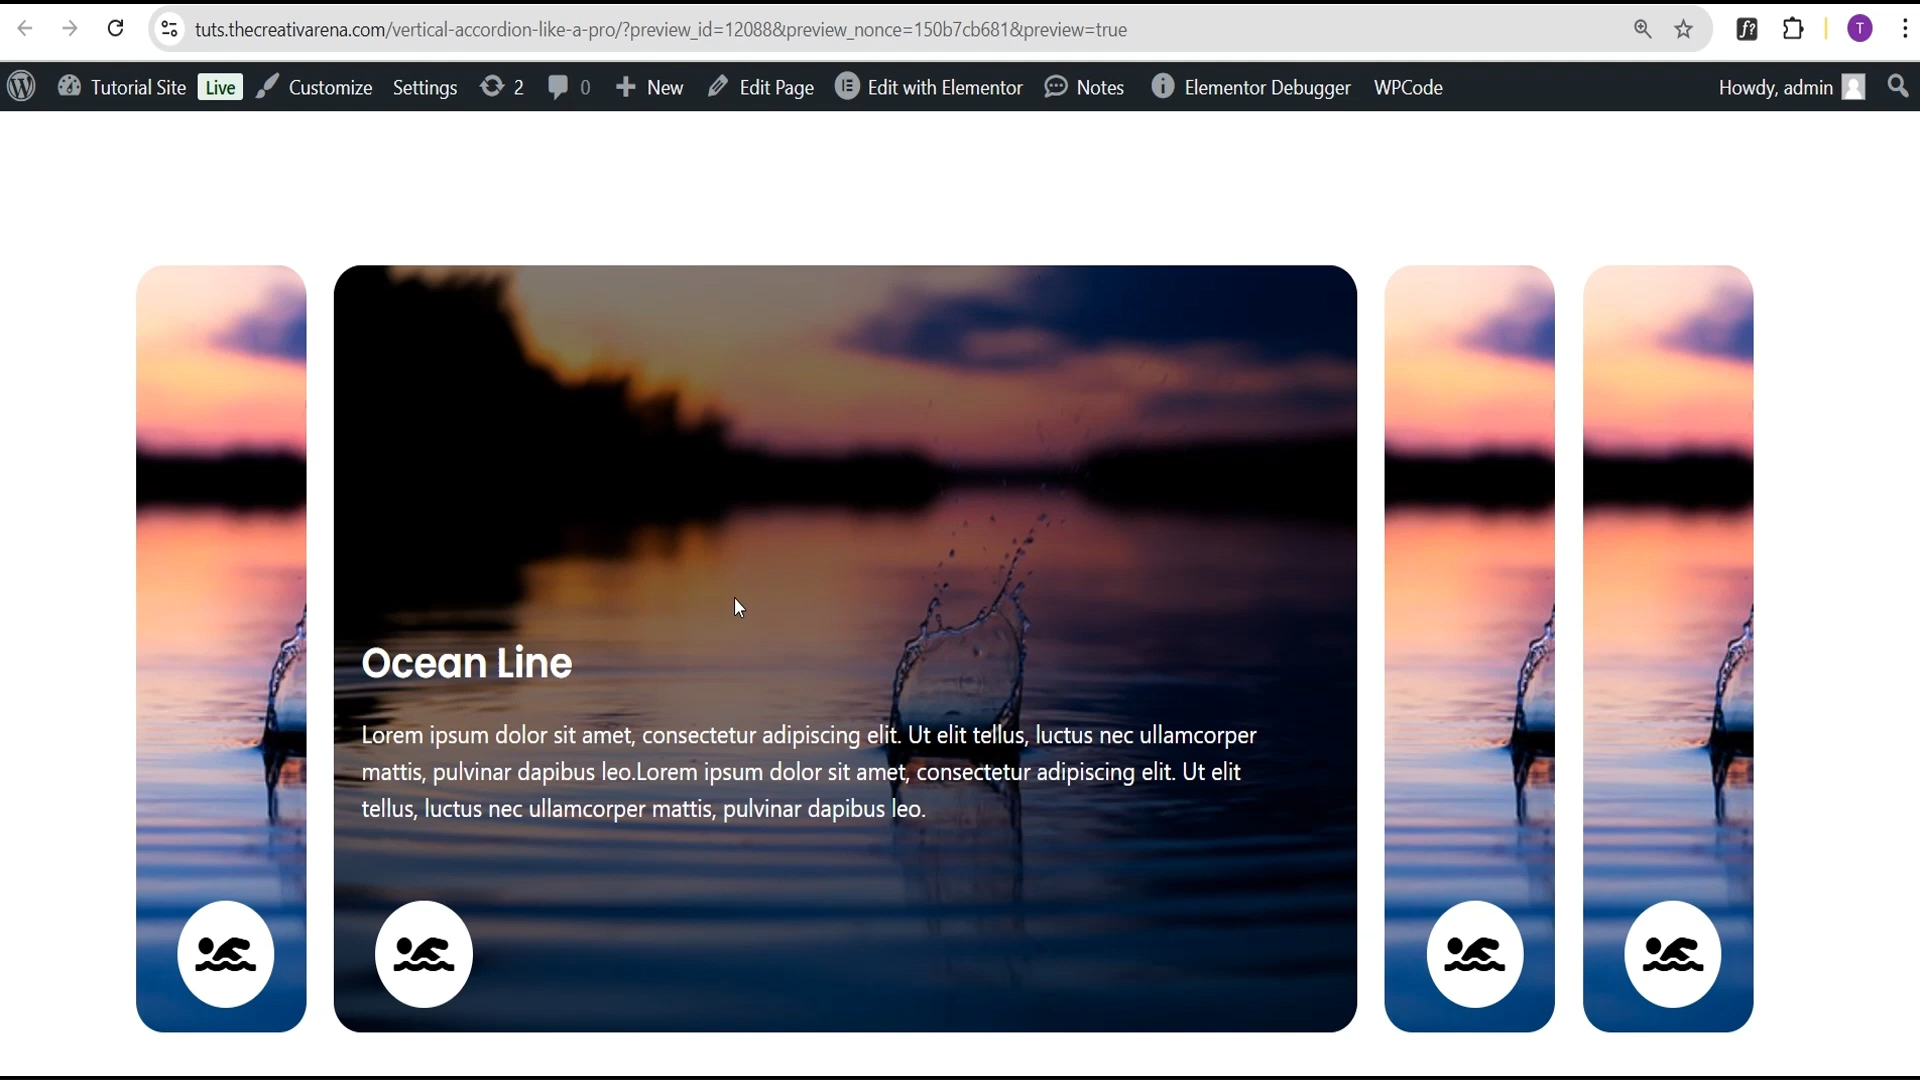 tuts.thecreativarena.com/vertical-accordion-like-a-pro/?preview_id=12088&preview_nonce=150b7cb681&preview=true
T
Tutorial Site Live Customize Settings 2 0 New Edit Page Edit with Elementor Notes Elementor Debugger WPCode Howdy, admin
Ocean Line
Lorem ipsum dolor sit amet, consectetur adipiscing elit. Ut elit tellus, luctus nec ullamcorper
mattis, pulvinar dapibus leo.Lorem ipsum dolor sit amet, consectetur adipiscing elit. Ut elit
tellus, luctus nec ullamcorper mattis, pulvinar dapibus leo.